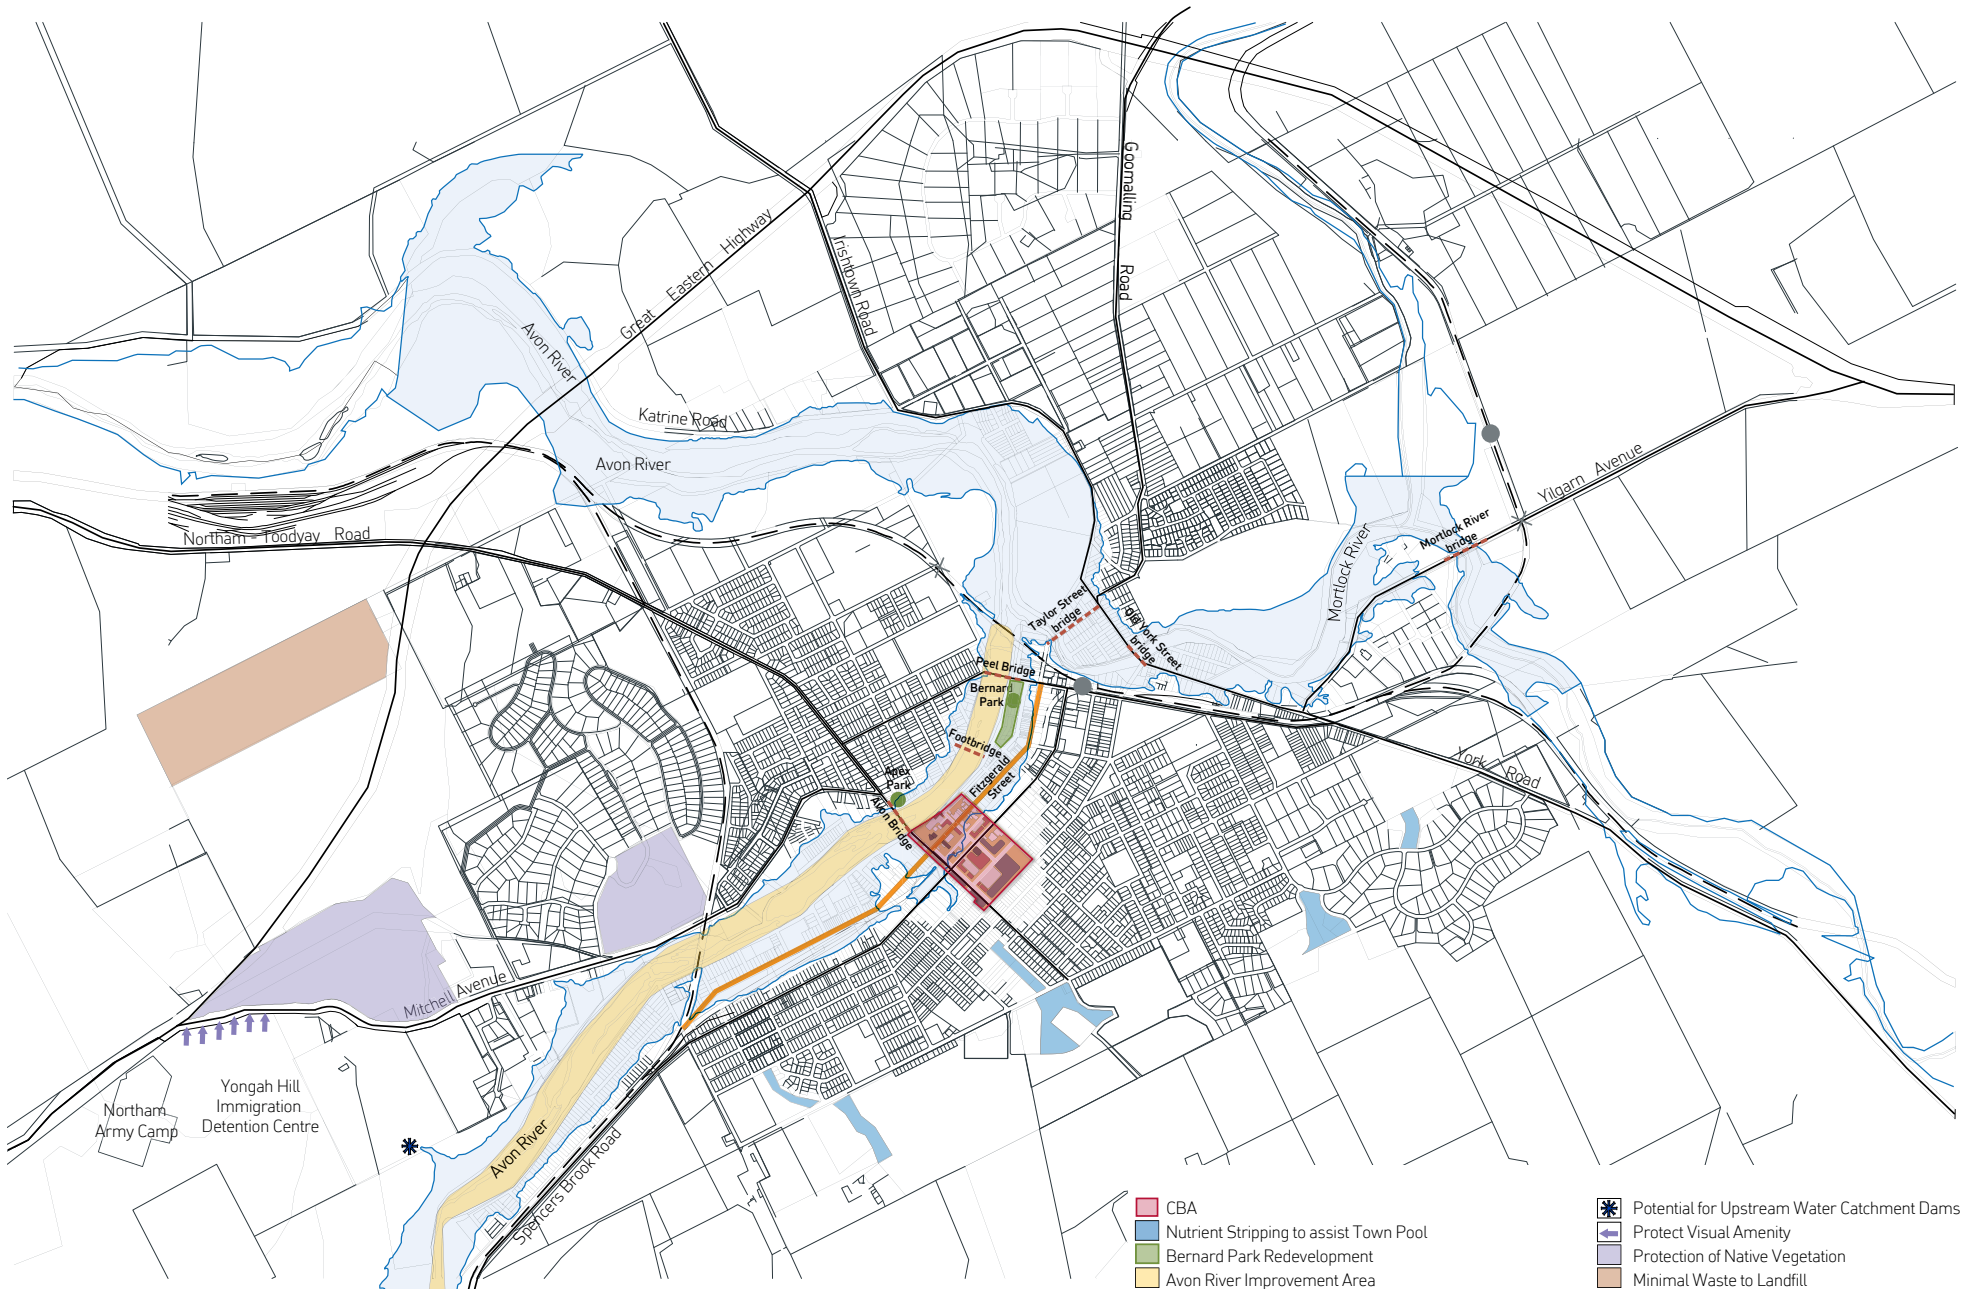 Goomalling
Road
Great Eastern Highway
Irishtown Road
Avon River
Katrine Road
Avon River
Northam - Toodyay Road
Yilgarn Avenue
Mortlock River
bridge
Mortlock River
Taylor Street
bridge
Old York Street
bridge
Peel Bridge
Bernard
Park
Footbridge
Fitzgerald
Street
Apex
Park
Avon Bridge
York Road
Mitchell Avenue
Yongah Hill
Immigration
Detention Centre
Northam
Army Camp
Avon River
Spencers Brook Road
CBA
Nutrient Stripping to assist Town Pool
Bernard Park Redevelopment
Avon River Improvement Area
Potential for Upstream Water Catchment Dams
Protect Visual Amenity
Protection of Native Vegetation
Minimal Waste to Landfill